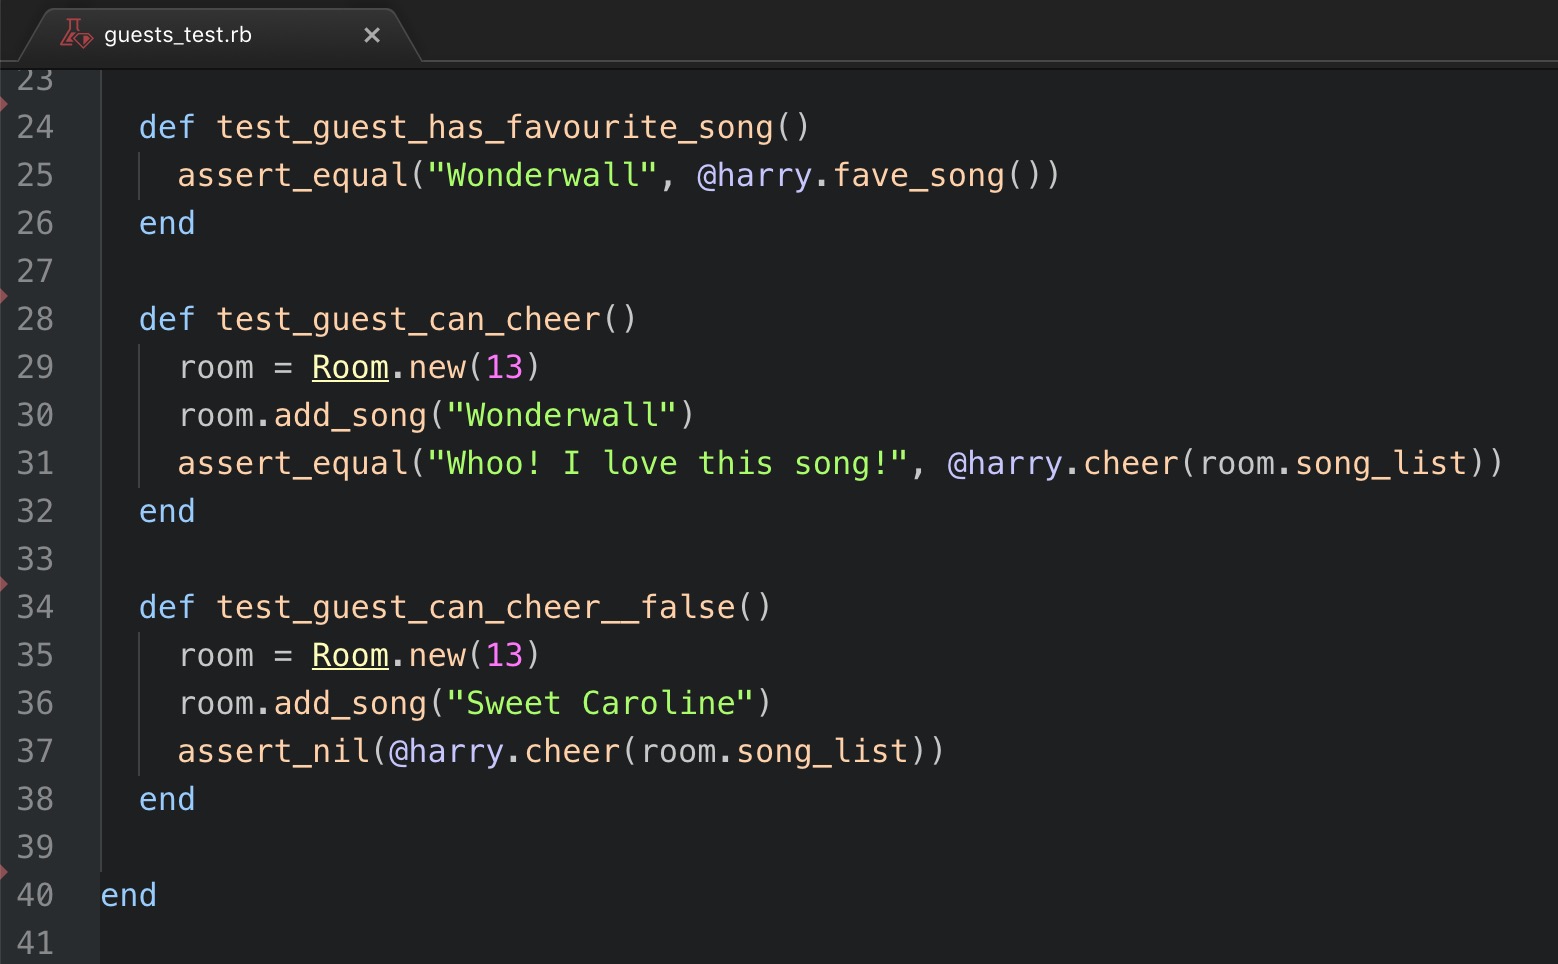 guests_test.rb ×
23
24 def test_guest_has_favourite_song()
25 assert_equal("Wonderwall", @harry.fave_song())
26 end
27
28 def test_guest_can_cheer()
29 room = Room.new(13)
30 room.add_song("Wonderwall")
31 assert_equal("Whoo! I love this song!", @harry.cheer(room.song_list))
32 end
33
34 def test_guest_can_cheer__false()
35 room = Room.new(13)
36 room.add_song("Sweet Caroline")
37 assert_nil(@harry.cheer(room.song_list))
38 end
39
40 end
41